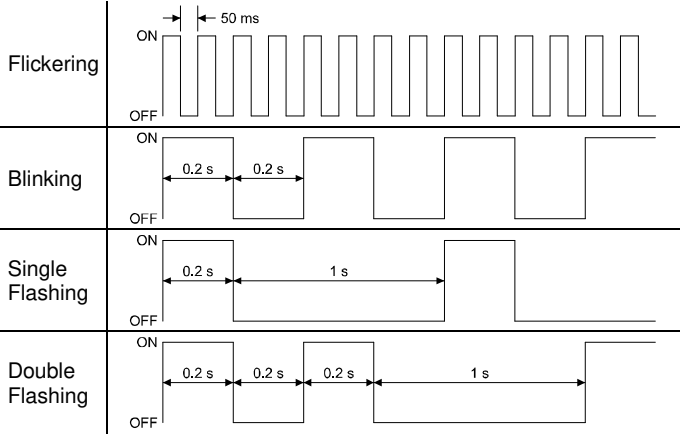 50 ms
ON
Flickering
OFF
ON
0.2 s 0.2 s
Blinking
OFF
ON
Single
Flashing
0.2 s 1 s
OFF
ON
Double
Flashing
0.2 s 0.2 s 0.2 s 1 s
OFF